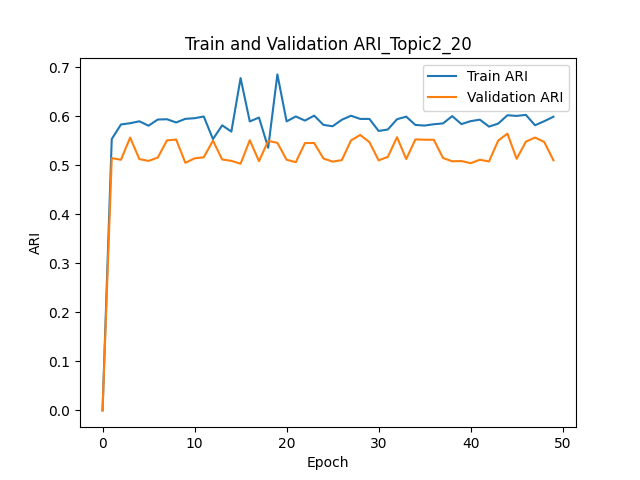 Train and Validation ARI_Topic2_20
Train ARI
Validation ARI
ARI
0.7
0.6
0.5
0.4
0.3
0.2
0.1
0.0
0 10 20 30 40 50
Epoch